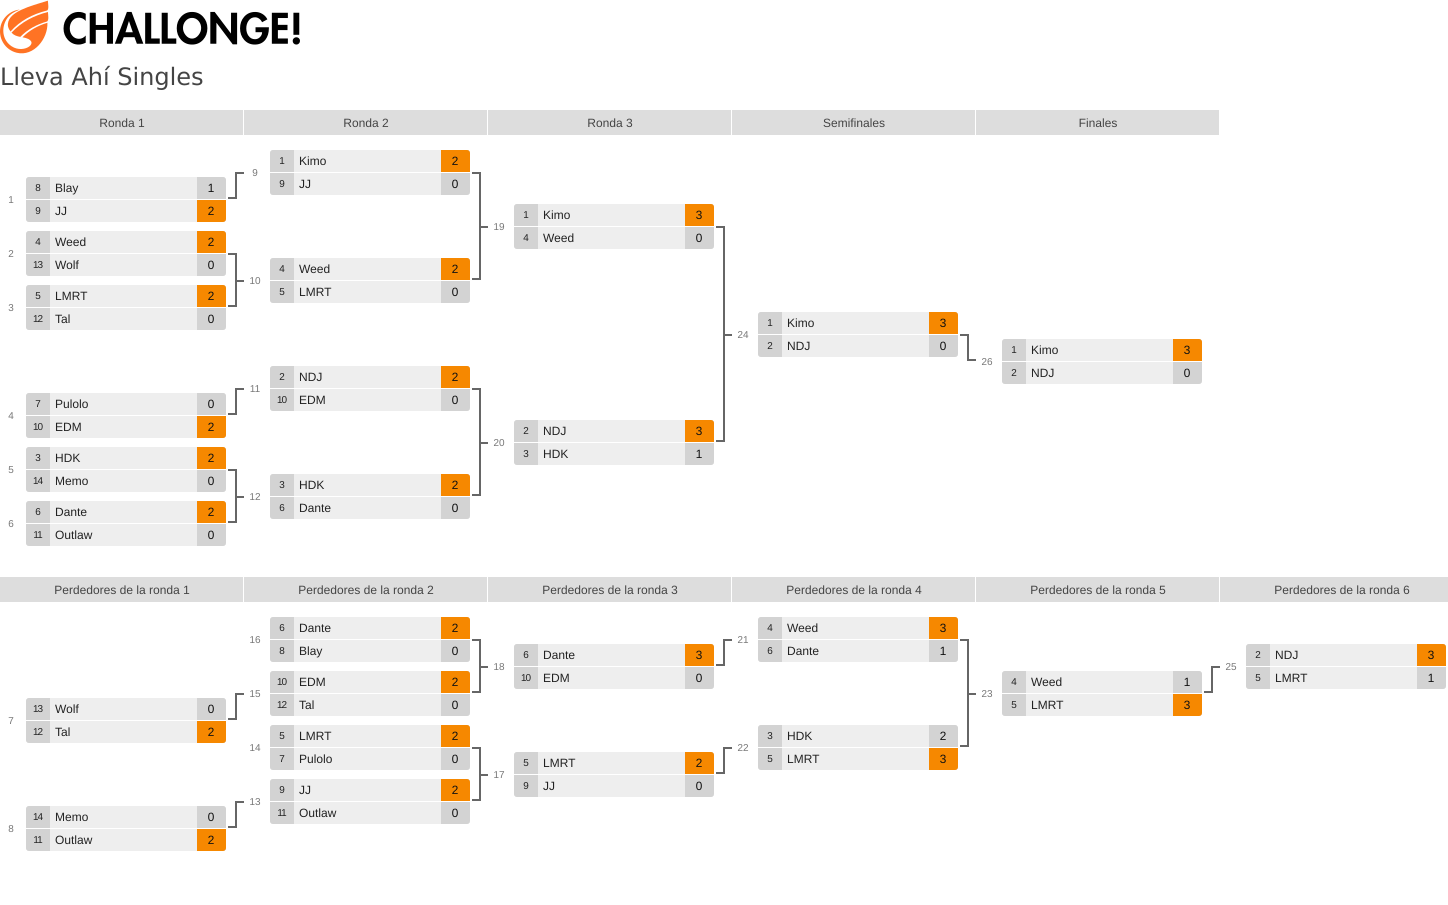 CHALLONGE!
Lleva Ahí Singles
Ronda 1 Ronda 2 Ronda 3 Semifinales Finales
1 8 Blay 1
9 JJ 2
2 4 Weed 2
13 Wolf 0
3 5 LMRT 2
12 Tal 0
4 7 Pulolo 0
10 EDM 2
5 3 HDK 2
14 Memo 0
6 6 Dante 2
11 Outlaw 0
9 1 Kimo 2
9 JJ 0
10 4 Weed 2
5 LMRT 0
11 2 NDJ 2
10 EDM 0
12 3 HDK 2
6 Dante 0
19 1 Kimo 3
4 Weed 0
20 2 NDJ 3
3 HDK 1
24 1 Kimo 3
2 NDJ 0
26 1 Kimo 3
2 NDJ 0
Perdedores de la ronda 1 Perdedores de la ronda 2 Perdedores de la ronda 3 Perdedores de la ronda 4 Perdedores de la ronda 5 Perdedores de la ronda 6
7 13 Wolf 0
12 Tal 2
8 14 Memo 0
11 Outlaw 2
16 6 Dante 2
8 Blay 0
15 10 EDM 2
12 Tal 0
14 5 LMRT 2
7 Pulolo 0
13 9 JJ 2
11 Outlaw 0
18 6 Dante 3
10 EDM 0
17 5 LMRT 2
9 JJ 0
21 4 Weed 3
6 Dante 1
22 3 HDK 2
5 LMRT 3
23 4 Weed 1
5 LMRT 3
25 2 NDJ 3
5 LMRT 1